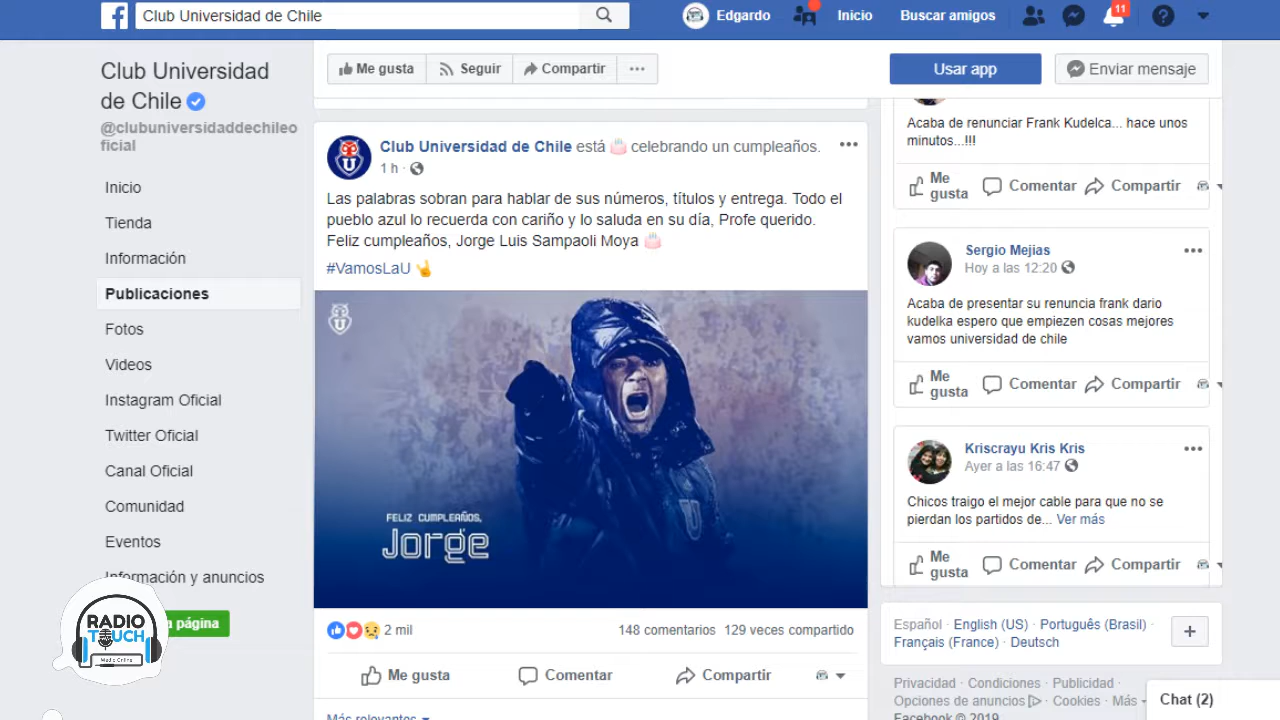 Club Universidad de Chile
Edgardo
Inicio
Buscar amigos
11
Club Universidad
de Chile
@clubuniversidaddechileo
ficial
Inicio
Tienda
Información
Publicaciones
Fotos
Videos
Instagram Oficial
Twitter Oficial
Canal Oficial
Comunidad
Eventos
Información y anuncios
página
RADIO
TOUCH
Me gusta
Seguir
Compartir
Usar app
Enviar mensaje
Club Universidad de Chile está celebrando un cumpleaños.
1 h ·
Las palabras sobran para hablar de sus números, títulos y entrega. Todo el
pueblo azul lo recuerda con cariño y lo saluda en su día, Profe querido.
Feliz cumpleaños, Jorge Luis Sampaoli Moya
#VamosLaU
U
FELIZ CUMPLEAÑOS,
Jorge
2 mil
148 comentarios 129 veces compartido
Me gusta
Comentar
Compartir
Más relevantes
Acaba de renunciar Frank Kudelca... hace unos
minutos...!!!
Me
gusta
Comentar
Compartir
Sergio Mejias
Hoy a las 12:20
Acaba de presentar su renuncia frank dario
kudelka espero que empiezen cosas mejores
vamos universidad de chile
Me
gusta
Comentar
Compartir
Kriscrayu Kris Kris
Ayer a las 16:47
Chicos traigo el mejor cable para que no se
pierdan los partidos de... Ver más
Me
gusta
Comentar
Compartir
Español · English (US) · Português (Brasil) ·
Français (France) · Deutsch
Privacidad · Condiciones · Publicidad ·
Opciones de anuncios · Cookies · Más
Facebook © 2019
Chat (2)